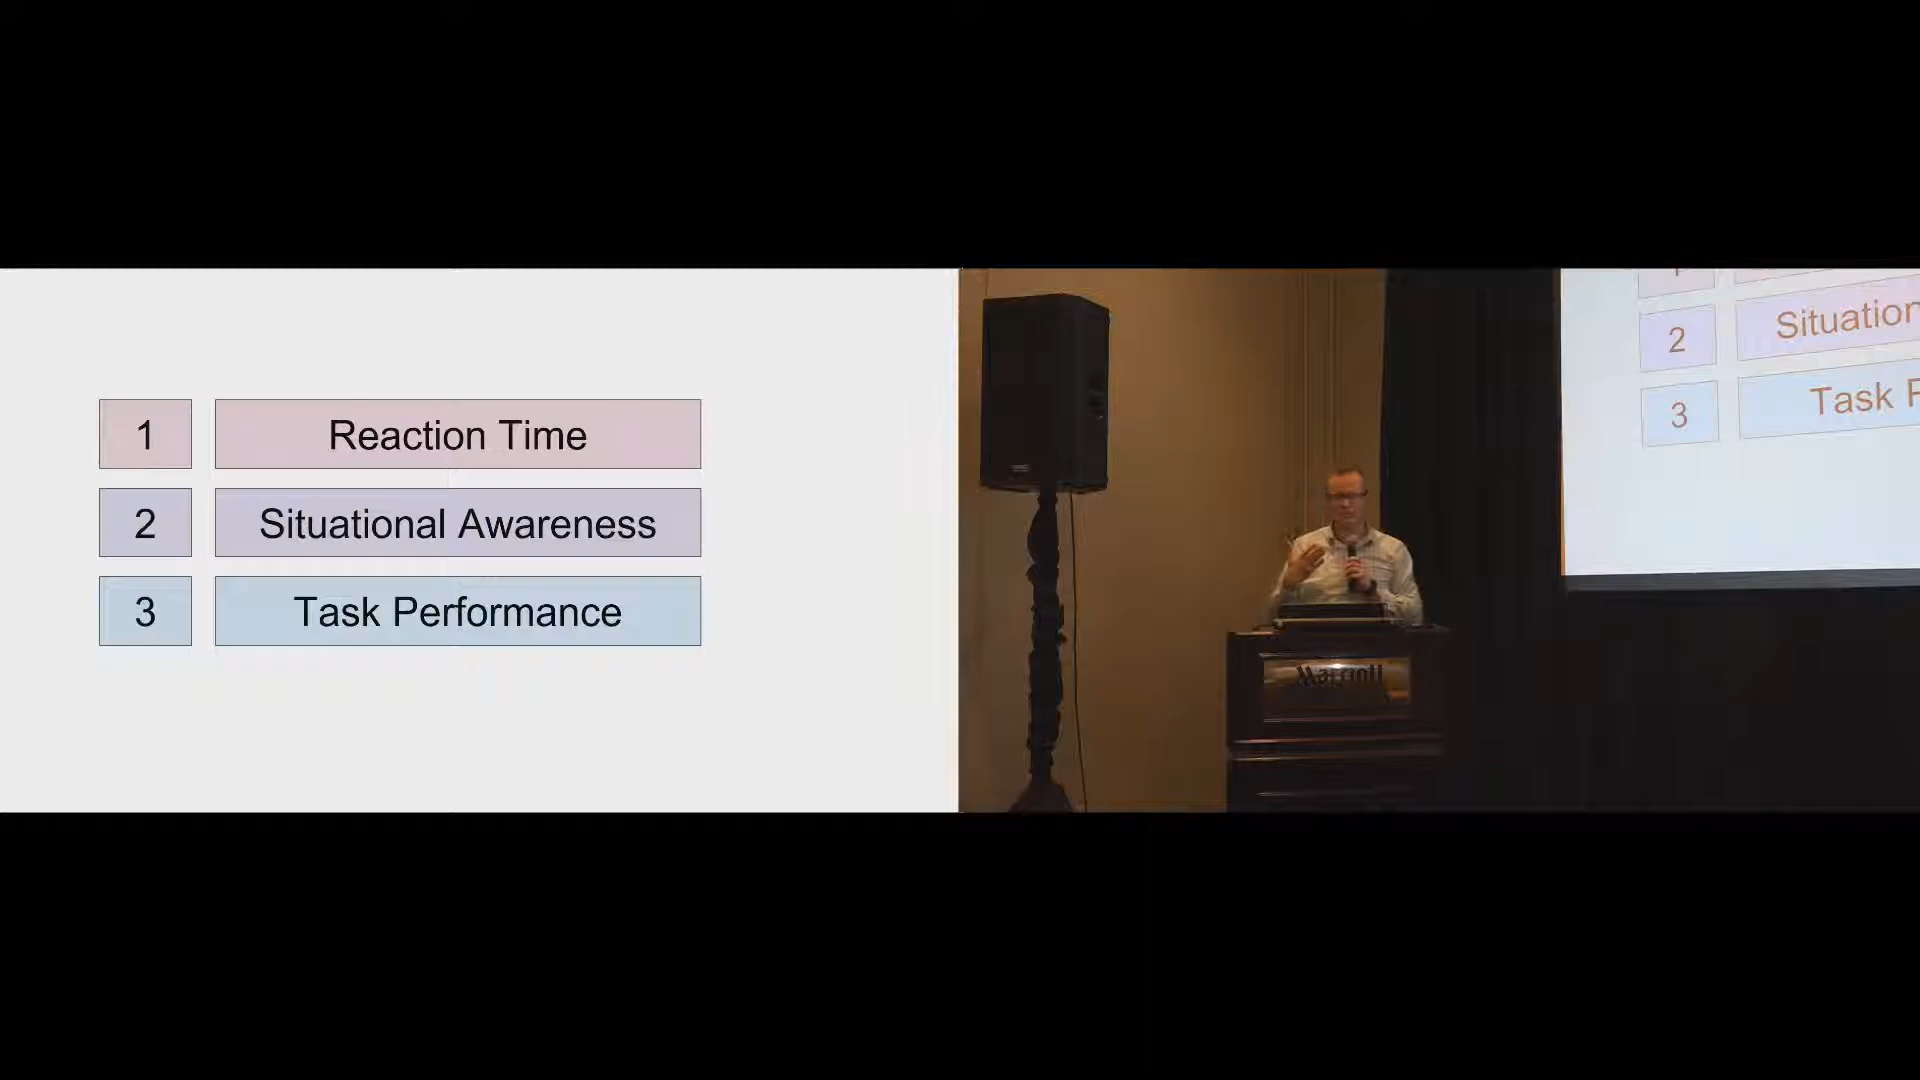 1 Reaction Time
2 Situational Awareness
3 Task Performance
2 Situation
3 Task
Marriott